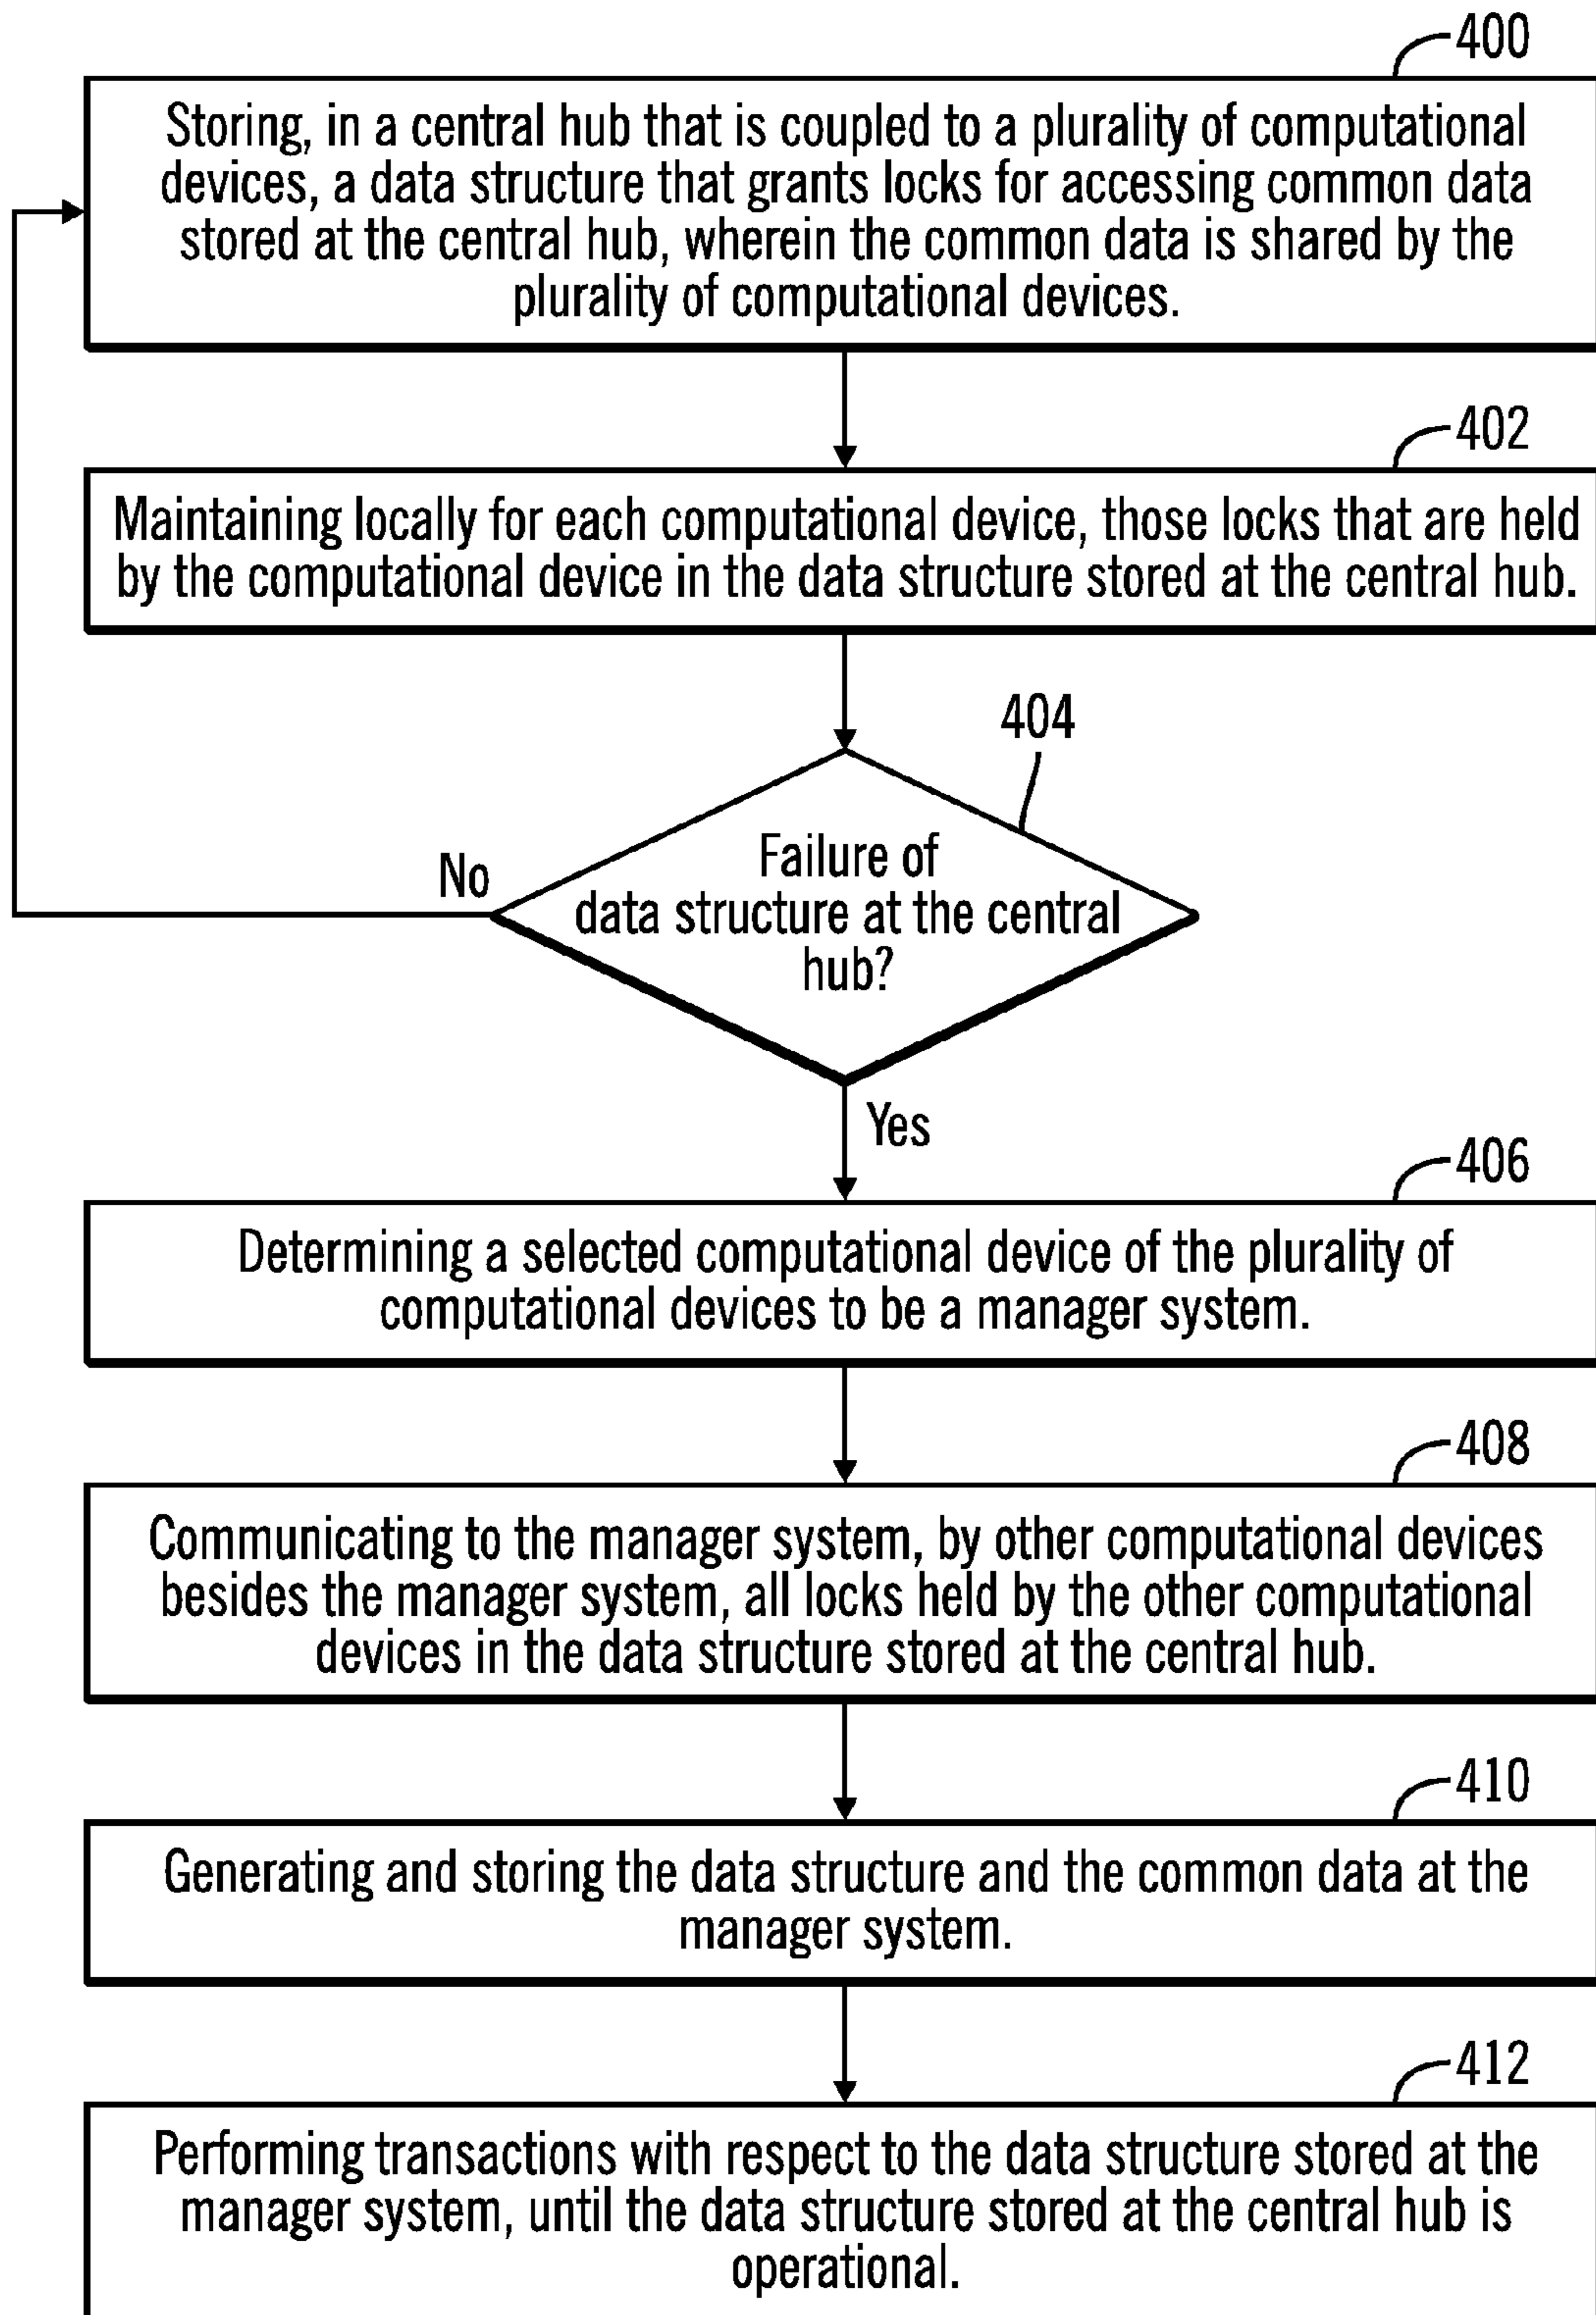 400
Storing, in a central hub that is coupled to a plurality of computational
devices, a data structure that grants locks for accessing common data
stored at the central hub, wherein the common data is shared by the
plurality of computational devices.
402
Maintaining locally for each computational device, those locks that are held
by the computational device in the data structure stored at the central hub.
404
No
Failure of
data structure at the central
hub?
Yes
406
Determining a selected computational device of the plurality of
computational devices to be a manager system.
408
Communicating to the manager system, by other computational devices
besides the manager system, all locks held by the other computational
devices in the data structure stored at the central hub.
410
Generating and storing the data structure and the common data at the
manager system.
412
Performing transactions with respect to the data structure stored at the
manager system, until the data structure stored at the central hub is
operational.